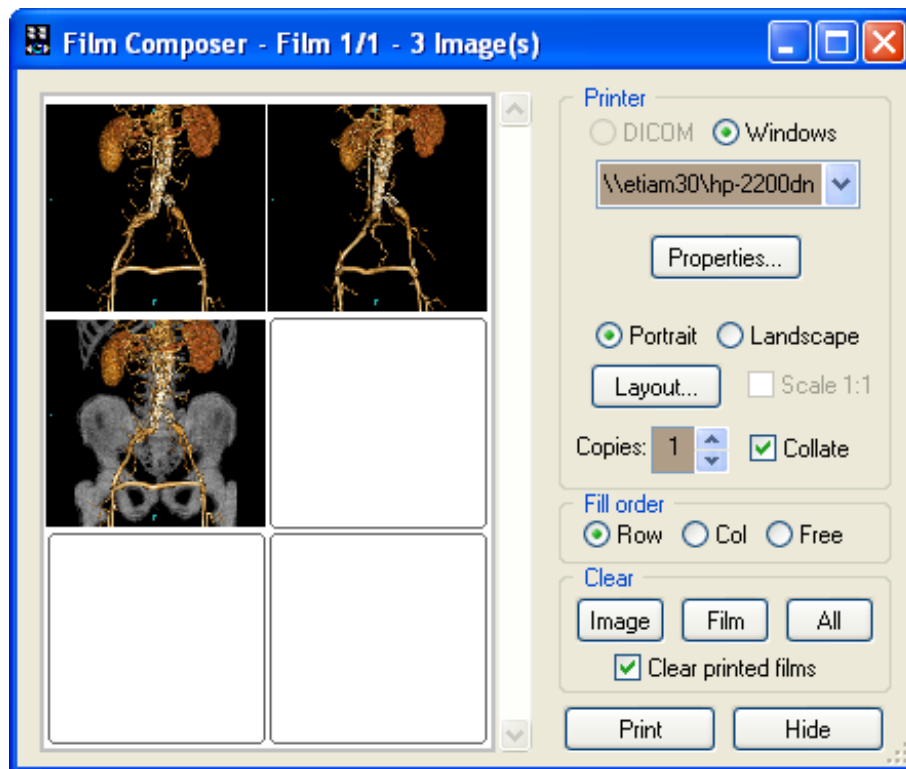 Film Composer - Film 1/1 - 3 Image(s)
Printer
DICOM Windows
\\etiam30\hp-2200dn
Properties...
Portrait Landscape
Layout... Scale 1:1
Copies: 1 Collate
Fill order
Row Col Free
Clear
Image Film All
Clear printed films
Print Hide
r
r
r